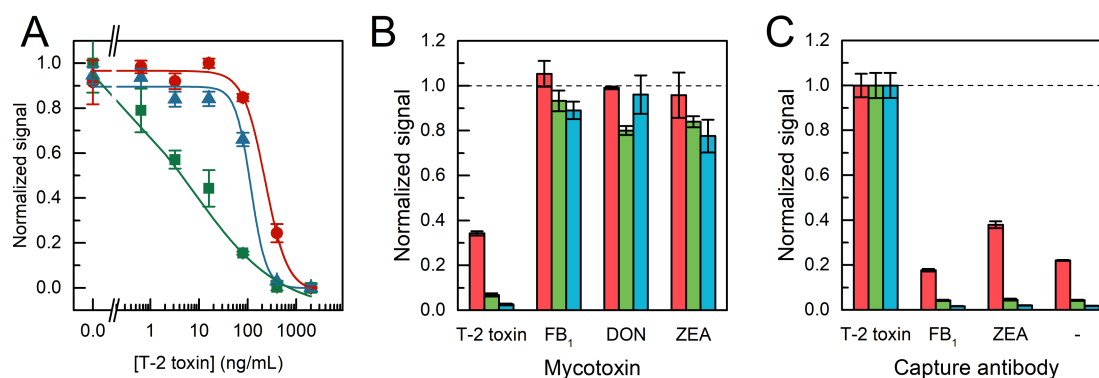 A
Normalized signal
1.0
0.8
0.6
0.4
0.2
0.0
0.0 1 10 100 1000
[T-2 toxin] (ng/mL)
B
Normalized signal
1.2
1.0
0.8
0.6
0.4
0.2
0.0
T-2 toxin FB₁ DON ZEA
Mycotoxin
C
Normalized signal
1.2
1.0
0.8
0.6
0.4
0.2
0.0
T-2 toxin FB₁ ZEA -
Capture antibody